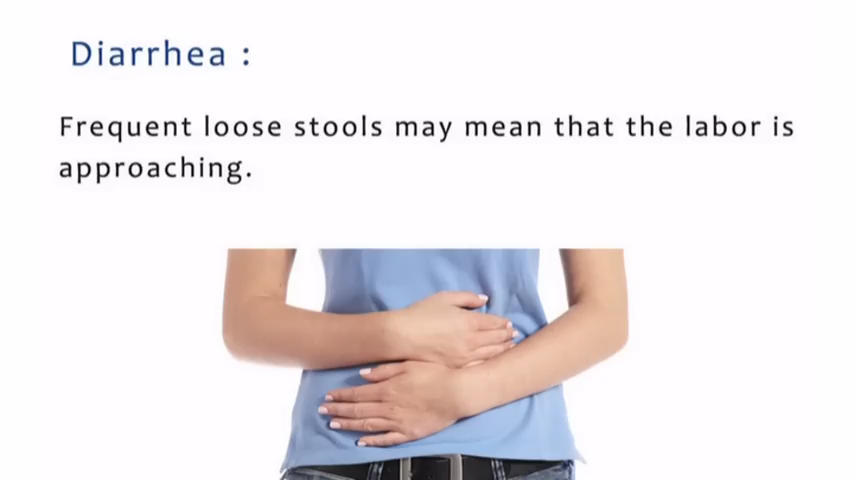 Diarrhea :
Frequent loose stools may mean that the labor is
approaching.